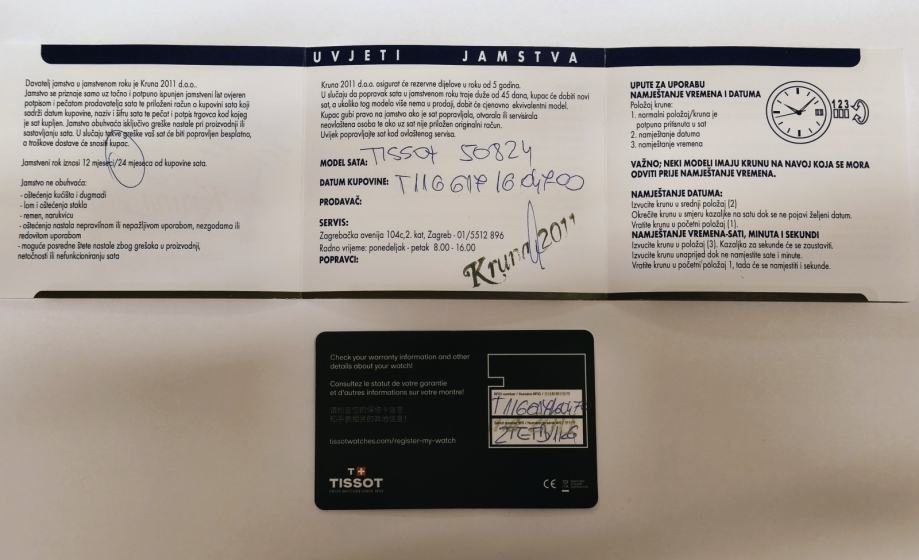 UVJETI JAMSTVA
Davatelj jamstva u jamstvenom roku je Kruna 2011 d.o.o.
Jamstvo se priznaje samo uz točno i potpuno ispunjen jamstveni list ovjeren
potpisom i pečatom prodavatelja sata te priloženi račun o kupovini sata koji
sadrži datum kupovine, naziv i šifru sata te pečat i potpis trgovca kod kojeg
je sat kupljen. Jamstvo obuhvaća isključivo greške nastale pri proizvodnji ili
sastavljanju sata. U slučaju takve greške vaš sat će biti popravljen besplatno,
a troškove dostave će snositi kupac.
Jamstveni rok iznosi 12 mjeseci/24 mjeseca od kupovine sata.
Jamstvo ne obuhvaća:
- oštećenja kućišta i dugmadi
- lom i oštećenja stakla
- remen, narukvicu
- oštećenja nastala nepravilnom ili nepažljivom uporabom, nezgodama ili
redovitom uporabom
- moguće posredne štete nastale zbog grešaka u proizvodnji,
netočnosti ili nefunkcioniranju sata
Kruna 2011 d.o.o. osigurat će rezervne dijelove u roku od 5 godina.
U slučaju da popravak sata u jamstvenom roku traje duže od 45 dana, kupac će dobiti novi
sat, a ukoliko tog modela više nema u prodaji, dobit će cjenovno ekvivalentni model.
Kupac gubi pravo na jamstvo ako je sat popravljala, otvarala ili servisirala
neovlaštena osoba te ako uz sat nije priložen originalni račun.
Uvijek popravljajte sat kod ovlaštenog servisa.
MODEL SATA: TISSOT 50824
DATUM KUPOVINE: T116617 1604700
PRODAVAČ:
SERVIS:
Zagrebačka avenija 104c,2. kat, Zagreb - 01/5512 896
Radno vrijeme: ponedeljak - petak 8.00 - 16.00
POPRAVCI:
Kruna 2011
UPUTE ZA UPORABU
NAMJEŠTANJE VREMENA I DATUMA
Položaj krune:
1. normalni položaj/kruna je
potpuno pritisnuta u sat
2. namještanje datuma
3. namještanje vremena
123
VAŽNO; NEKI MODELI IMAJU KRUNU NA NAVOJ KOJA SE MORA
ODVITI PRIJE NAMJEŠTANJA VREMENA.
NAMJEŠTANJE DATUMA:
Izvucite krunu u srednji položaj (2)
Okrećite krunu u smjeru kazaljke na satu dok se ne pojavi željeni datum.
Vratite krunu u početni položaj (1).
NAMJEŠTANJE VREMENA-SATI, MINUTA I SEKUNDI
Izvucite krunu u položaj (3). Kazaljka za sekunde će se zaustaviti.
Izvucite krunu unaprijed dok ne namjestite sate i minute.
Vratite krunu u početni položaj 1, tada će se namjestiti i sekunde.
Check your warranty information and other
details about your watch!
Consultez le statut de votre garantie
et d'autres informations sur votre montre!
tissotwatches.com/register-my-watch
T+
TISSOT
CE